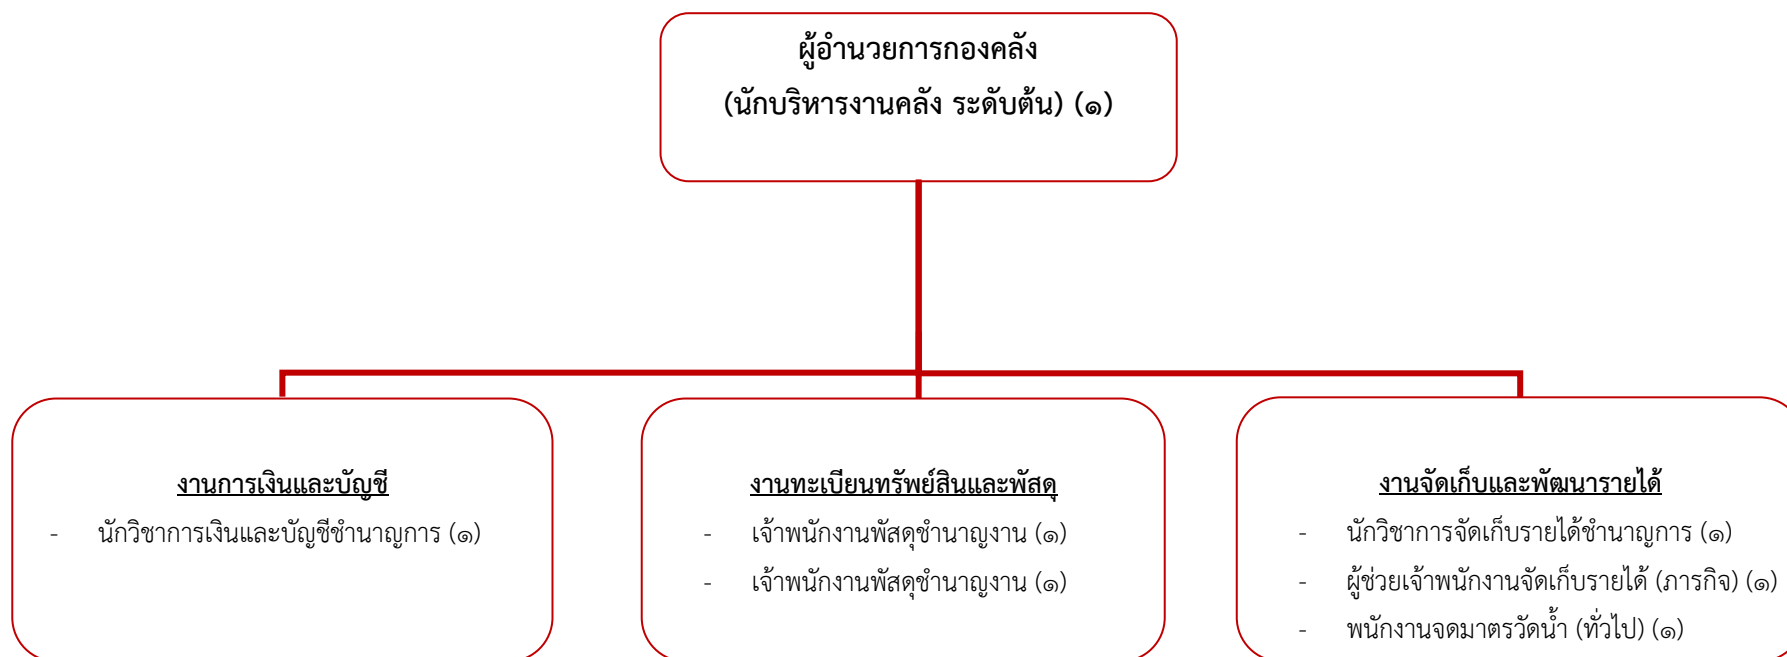 ผู้อำนวยการกองคลัง
(นักบริหารงานคลัง ระดับต้น) (๑)
งานการเงินและบัญชี
- นักวิชาการเงินและบัญชีชำนาญการ (๑)
งานทะเบียนทรัพย์สินและพัสดุ
- เจ้าพนักงานพัสดุชำนาญงาน (๑)
- เจ้าพนักงานพัสดุชำนาญงาน (๑)
งานจัดเก็บและพัฒนารายได้
- นักวิชาการจัดเก็บรายได้ชำนาญการ (๑)
- ผู้ช่วยเจ้าพนักงานจัดเก็บรายได้ (ภารกิจ) (๑)
- พนักงานจดมาตรวัดน้ำ (ทั่วไป) (๑)